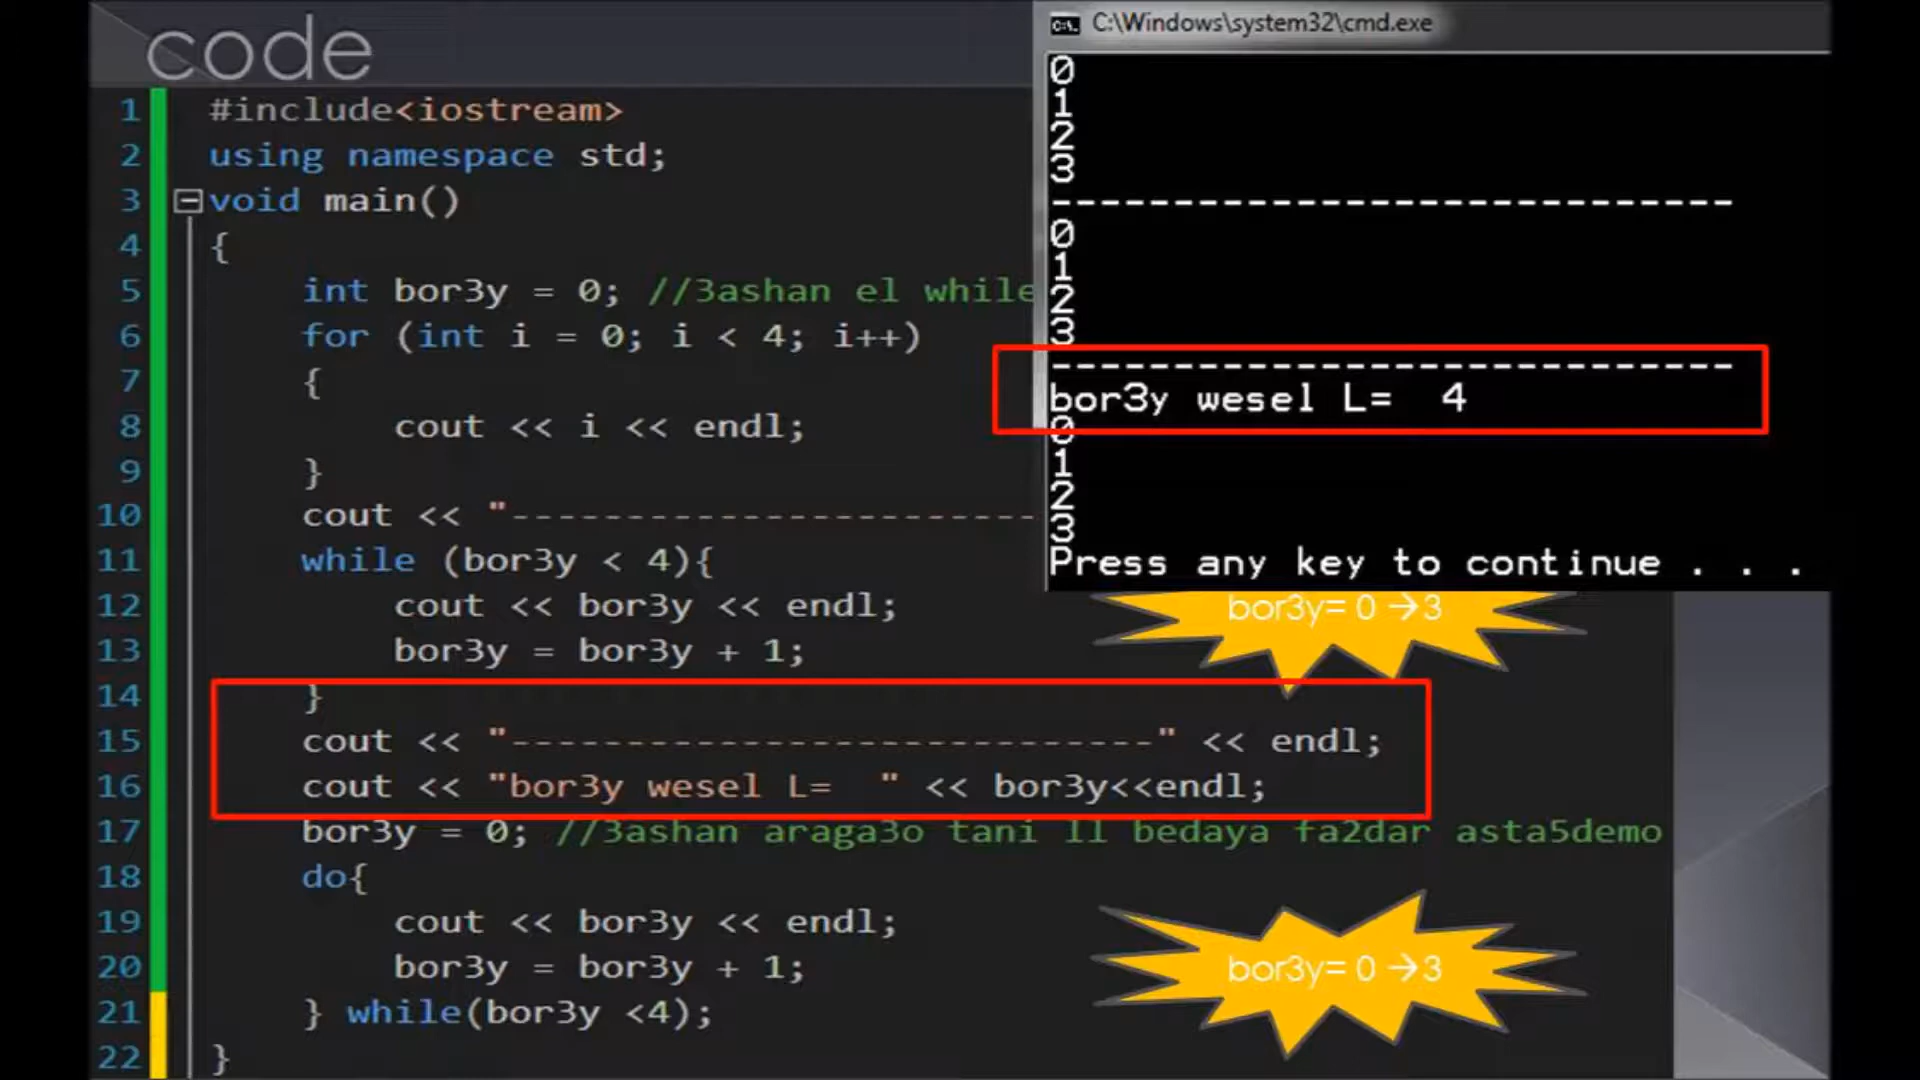 code
1 #include<iostream>
2 using namespace std;
3 void main()
4 {
5 int bor3y = 0; //3ashan el while
6 for (int i = 0; i < 4; i++)
7 {
8 cout << i << endl;
9 }
10 cout << "-------------------------
11 while (bor3y < 4){
12 cout << bor3y << endl;
13 bor3y = bor3y + 1;
14 }
15 cout << "----------------------------" << endl;
16 cout << "bor3y wesel L=  " << bor3y<<endl;
17 bor3y = 0; //3ashan araga3o tani ll bedaya fa2dar asta5demo
18 do{
19 cout << bor3y << endl;
20 bor3y = bor3y + 1;
21 } while(bor3y <4);
22 }
C:\Windows\system32\cmd.exe
0
1
2
3
----------------------------
0
1
2
3
----------------------------
bor3y wesel L=  4
0
1
2
3
Press any key to continue . . .
bor3y= 0 →3
bor3y= 0 →3